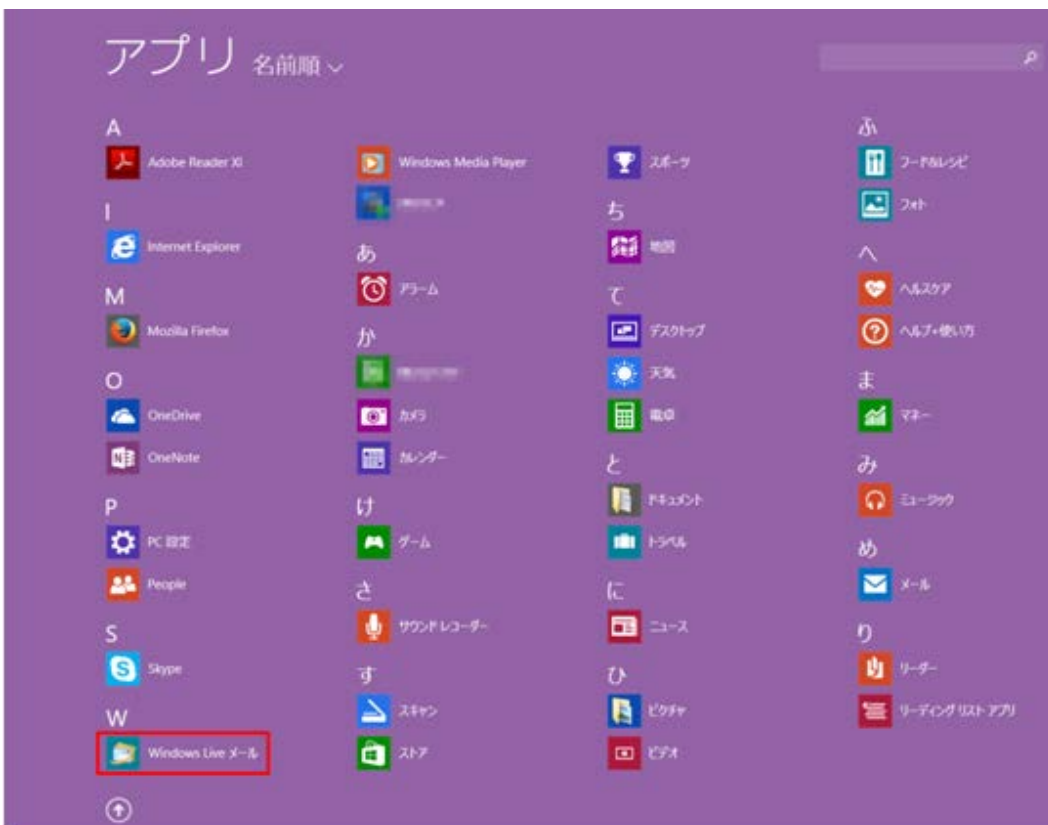 アプリ 名前順
A
Adobe Reader XI
I
Internet Explorer
M
Mozilla Firefox
O
OneDrive
OneNote
P
PC 設定
People
S
Skype
W
Windows Live メール
Windows Media Player
あ
アラーム
か
カメラ
カレンダー
け
ゲーム
さ
サウンド レコーダー
す
スキャン
ストア
スポーツ
ち
地図
て
デスクトップ
天気
電卓
と
ドキュメント
トラベル
に
ニュース
ひ
ピクチャ
ビデオ
ふ
フード&レシピ
フォト
へ
ヘルスケア
ヘルプ+使い方
ま
マネー
み
ミュージック
め
メール
り
リーダー
リーディング リスト アプリ